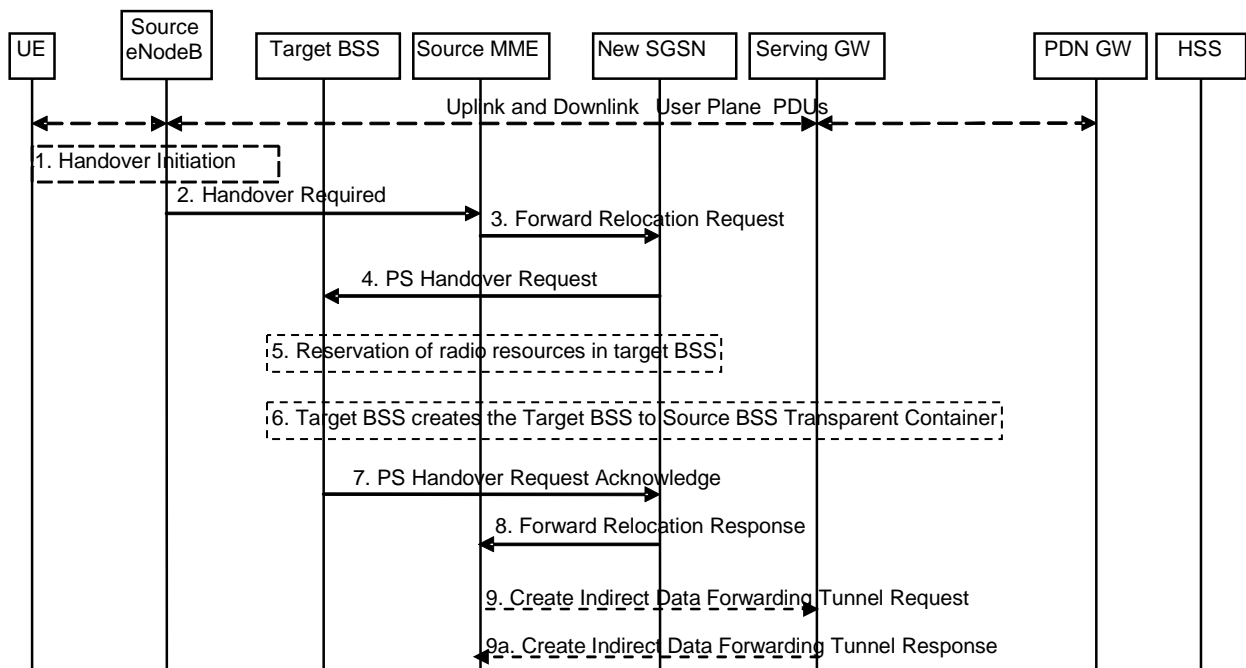 Source
eNodeB
UE
Target BSS
Source MME
New SGSN
Serving GW
PDN GW
HSS
Uplink and Downlink User Plane PDUs
1. Handover Initiation
2. Handover Required
3. Forward Relocation Request
4. PS Handover Request
5. Reservation of radio resources in target BSS
6. Target BSS creates the Target BSS to Source BSS Transparent Container
7. PS Handover Request Acknowledge
8. Forward Relocation Response
9. Create Indirect Data Forwarding Tunnel Request
9a. Create Indirect Data Forwarding Tunnel Response